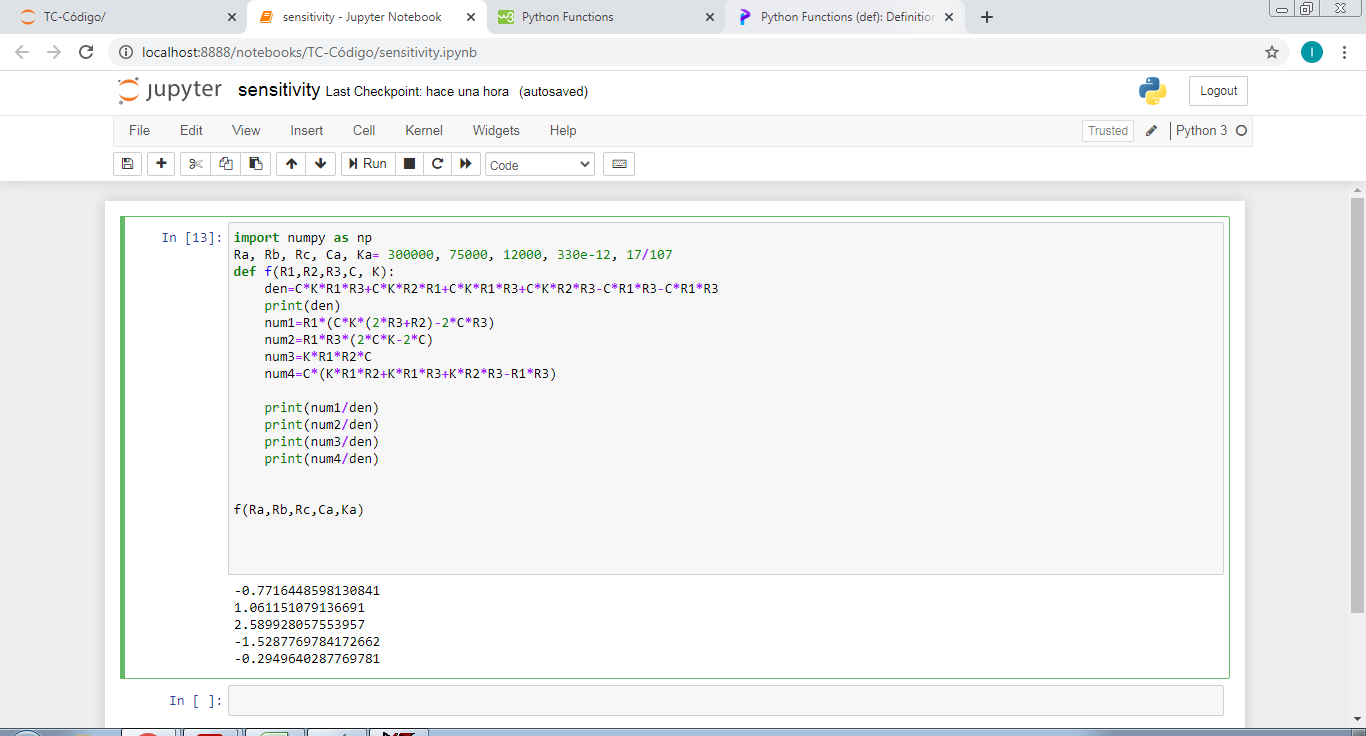 TC-Código/
sensitivity - Jupyter Notebook
Python Functions
Python Functions (def): Definition
localhost:8888/notebooks/TC-Código/sensitivity.ipynb
I
jupyter sensitivity Last Checkpoint: hace una hora (autosaved)
Logout
File Edit View Insert Cell Kernel Widgets Help
Trusted Python 3
Run Code
In [13]:
import numpy as np
Ra, Rb, Rc, Ca, Ka= 300000, 75000, 12000, 330e-12, 17/107
def f(R1,R2,R3,C, K):
    den=C*K*R1*R3+C*K*R2*R1+C*K*R1*R3+C*K*R2*R3-C*R1*R3-C*R1*R3
    print(den)
    num1=R1*(C*K*(2*R3+R2)-2*C*R3)
    num2=R1*R3*(2*C*K-2*C)
    num3=K*R1*R2*C
    num4=C*(K*R1*R2+K*R1*R3+K*R2*R3-R1*R3)
    print(num1/den)
    print(num2/den)
    print(num3/den)
    print(num4/den)
f(Ra,Rb,Rc,Ca,Ka)
-0.7716448598130841
1.061151079136691
2.589928057553957
-1.5287769784172662
-0.2949640287769781
In [ ]: